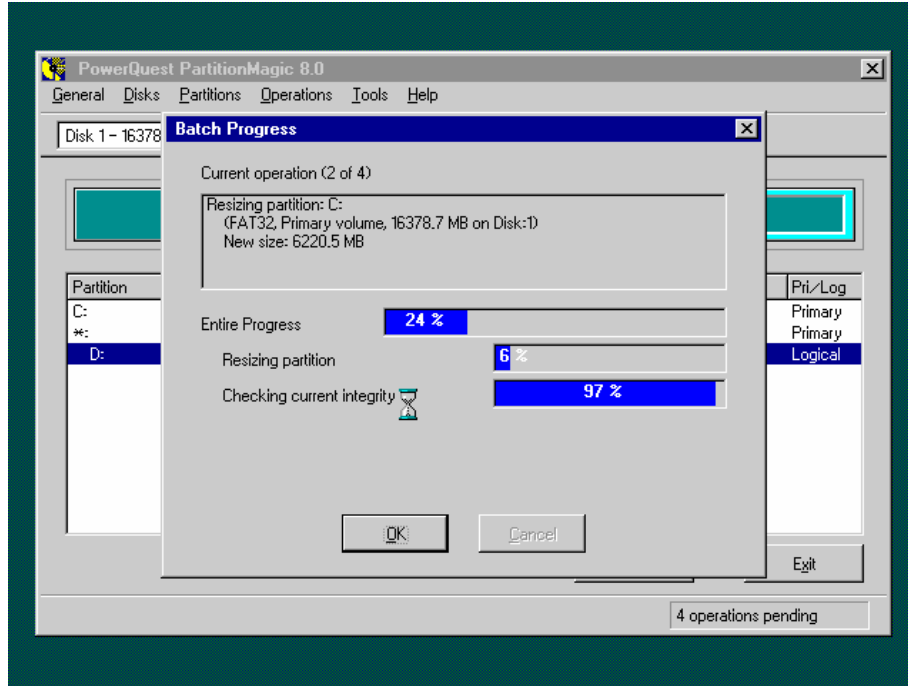 PowerQuest PartitionMagic 8.0
General Disks Partitions Operations Tools Help
Disk 1 - 16378
Batch Progress
Current operation (2 of 4)
Resizing partition: C:
(FAT32, Primary volume, 16378.7 MB on Disk:1)
New size: 6220.5 MB
Partition
Pri/Log
C:
Primary
*:
Primary
D:
Logical
Entire Progress
24 %
Resizing partition
6 %
Checking current integrity
97 %
OK
Cancel
Exit
4 operations pending